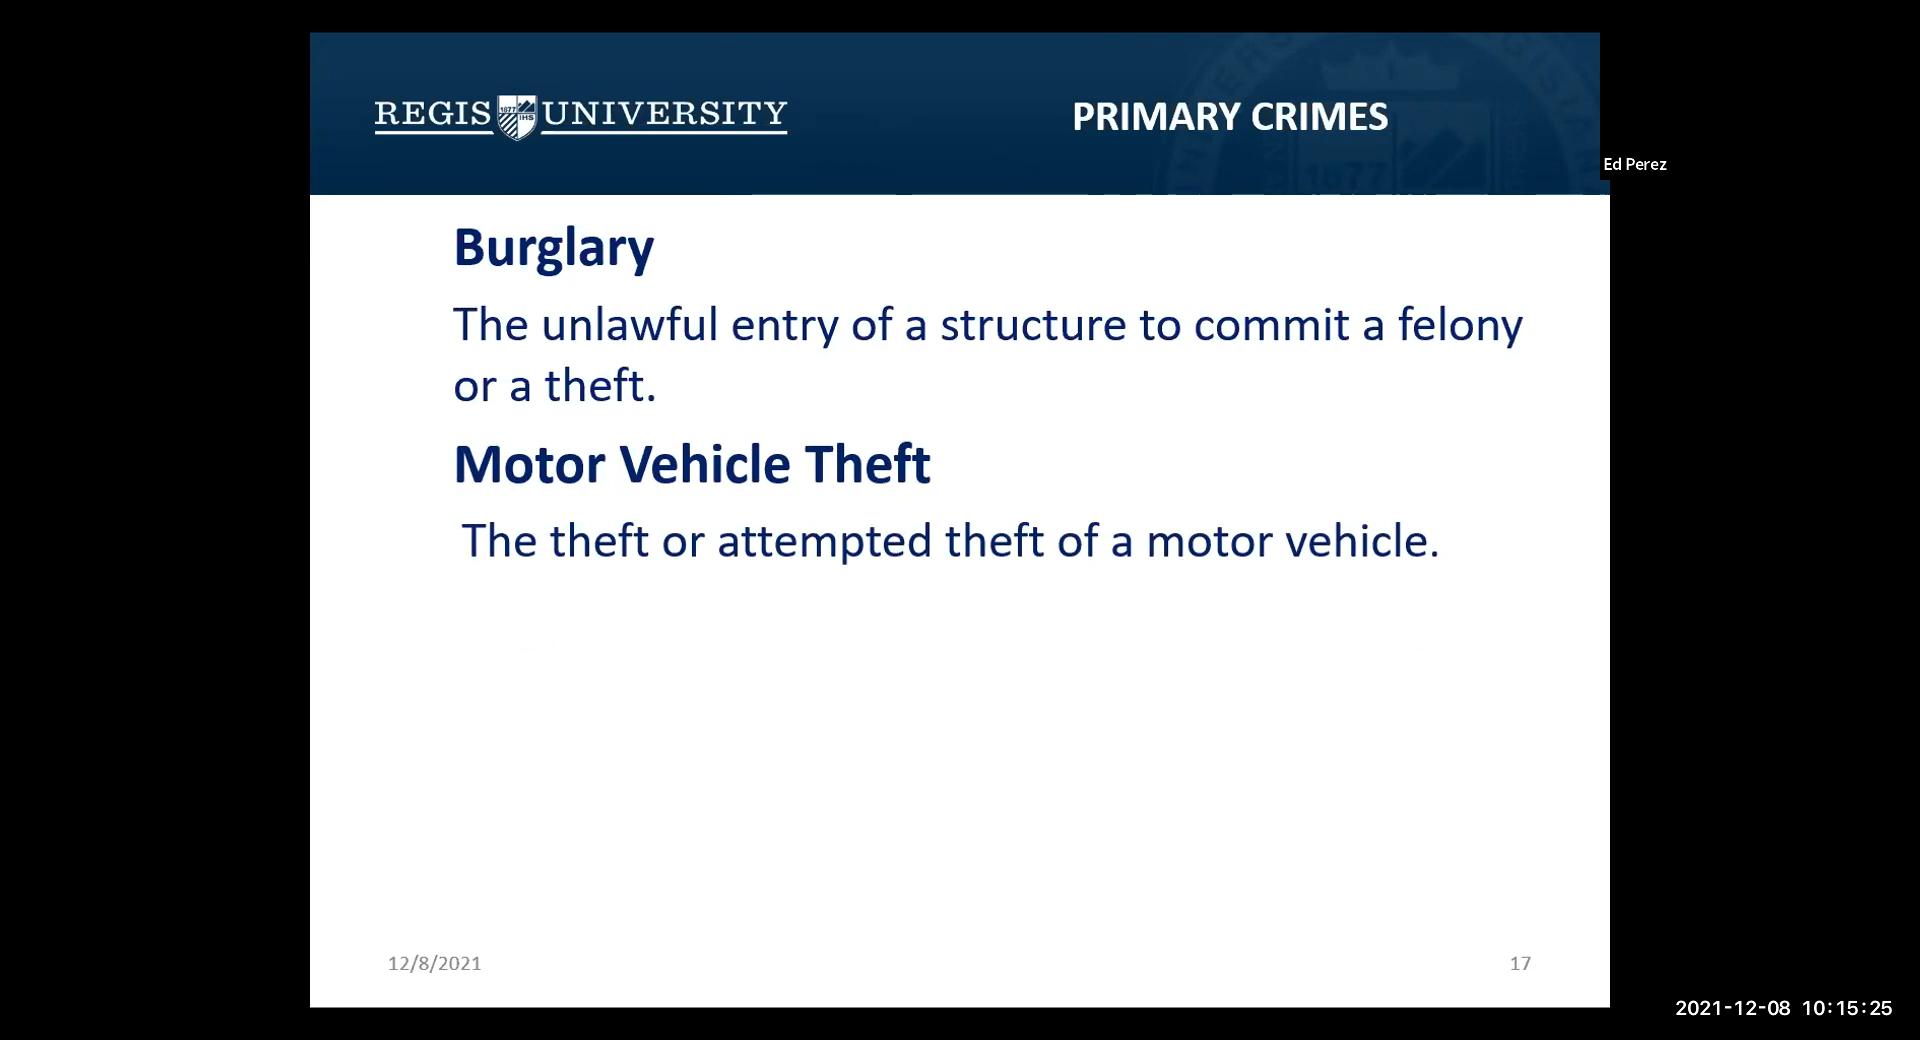 REGIS UNIVERSITY
1877
IHS
PRIMARY CRIMES
Ed Perez
Burglary
The unlawful entry of a structure to commit a felony
or a theft.
Motor Vehicle Theft
The theft or attempted theft of a motor vehicle.
12/8/2021
17
2021-12-08 10:15:25